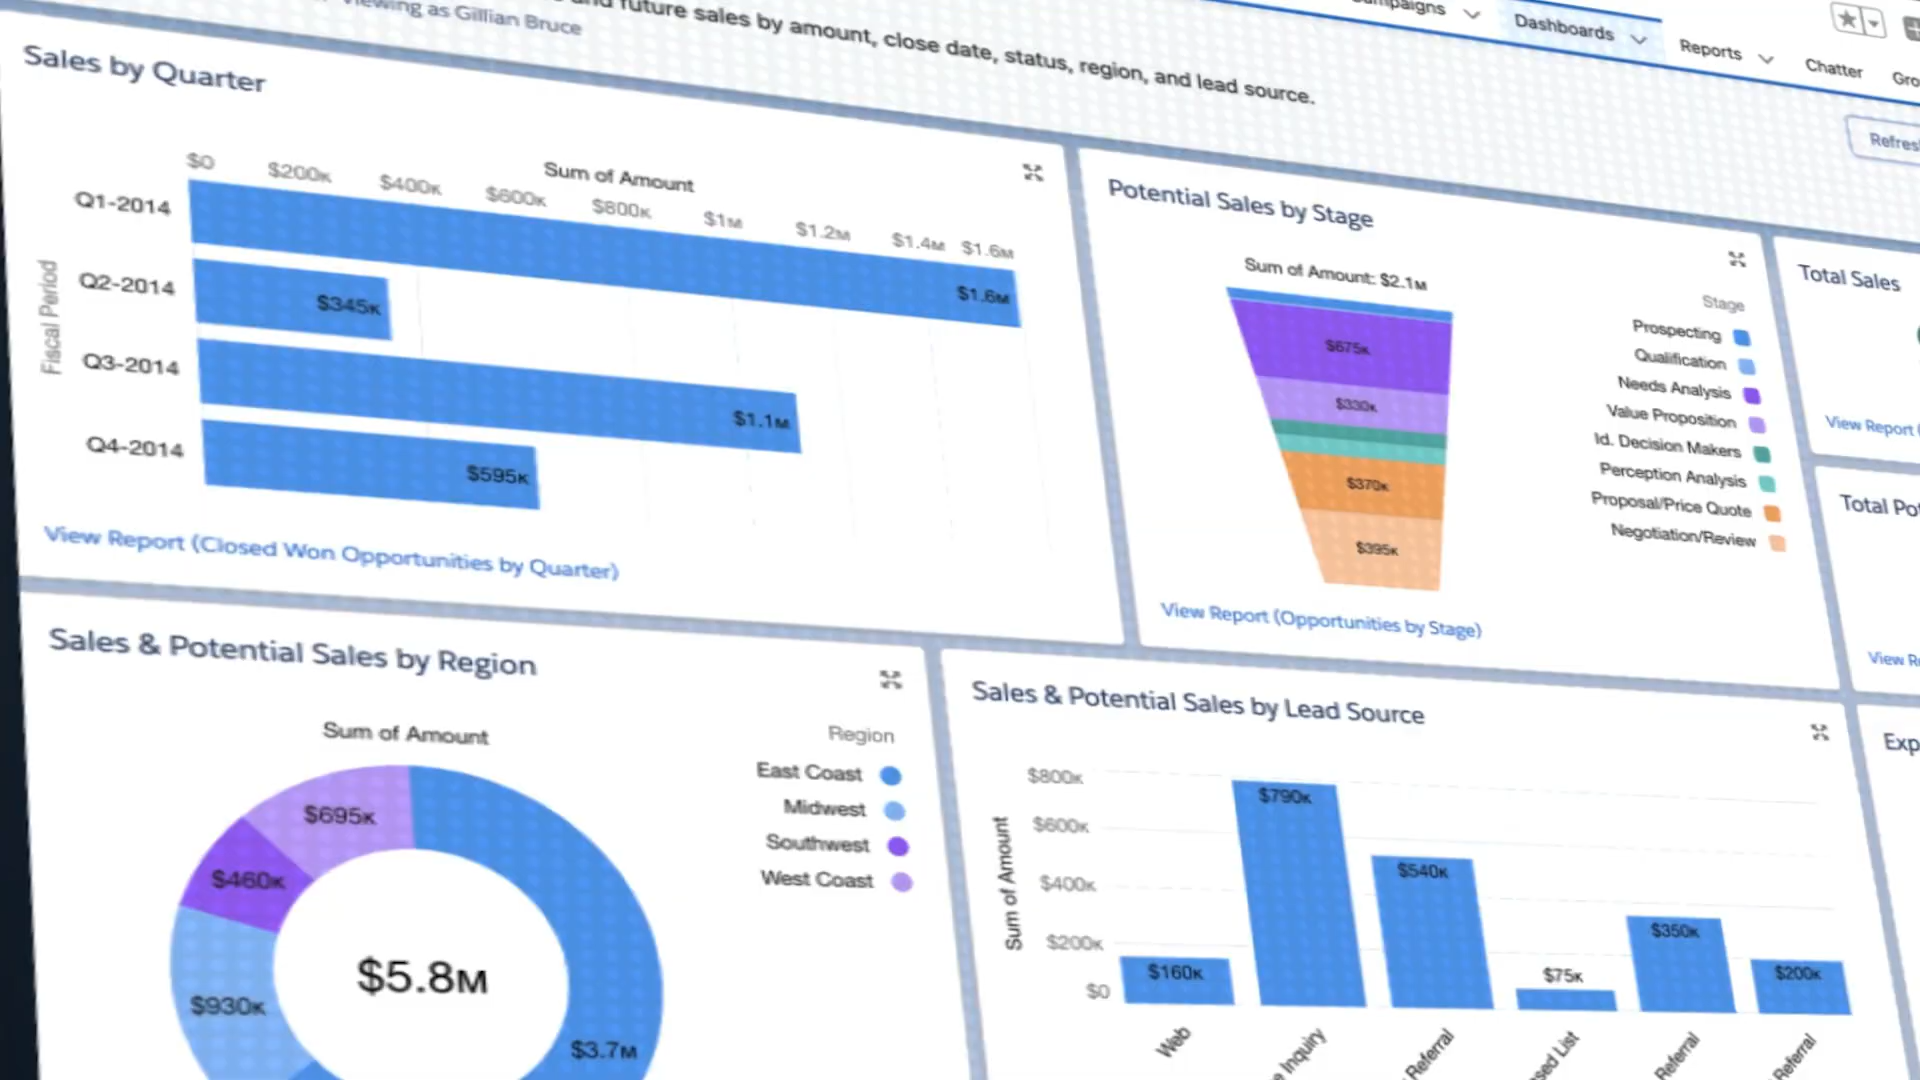 Viewing as Gillian Bruce
future sales by amount, close date, status, region, and lead source.
Dashboards
Reports
Chatter
Sales by Quarter
Sum of Amount
$0
$200K
$400K
$600K
$800K
$1M
$1.2M
$1.4M
$1.6M
Fiscal Period
Q1-2014
$1.6M
Q2-2014
$345K
Q3-2014
$1.1M
Q4-2014
$595K
View Report (Closed Won Opportunities by Quarter)
Potential Sales by Stage
Sum of Amount: $2.1M
$675K
$330K
$370K
$395K
Stage
Prospecting
Qualification
Needs Analysis
Value Proposition
Id. Decision Makers
Perception Analysis
Proposal/Price Quote
Negotiation/Review
View Report (Opportunities by Stage)
Total Sales
View Report (
Total Po
View R
Sales & Potential Sales by Region
Sum of Amount
$695K
$460K
$930K
$3.7M
$5.8M
Region
East Coast
Midwest
Southwest
West Coast
Sales & Potential Sales by Lead Source
Sum of Amount
$800K
$600K
$400K
$200K
$0
$160K
$790K
$540K
$75K
$350K
$200K
Web
Inquiry
Referral
List
Referral
Referral
Exp